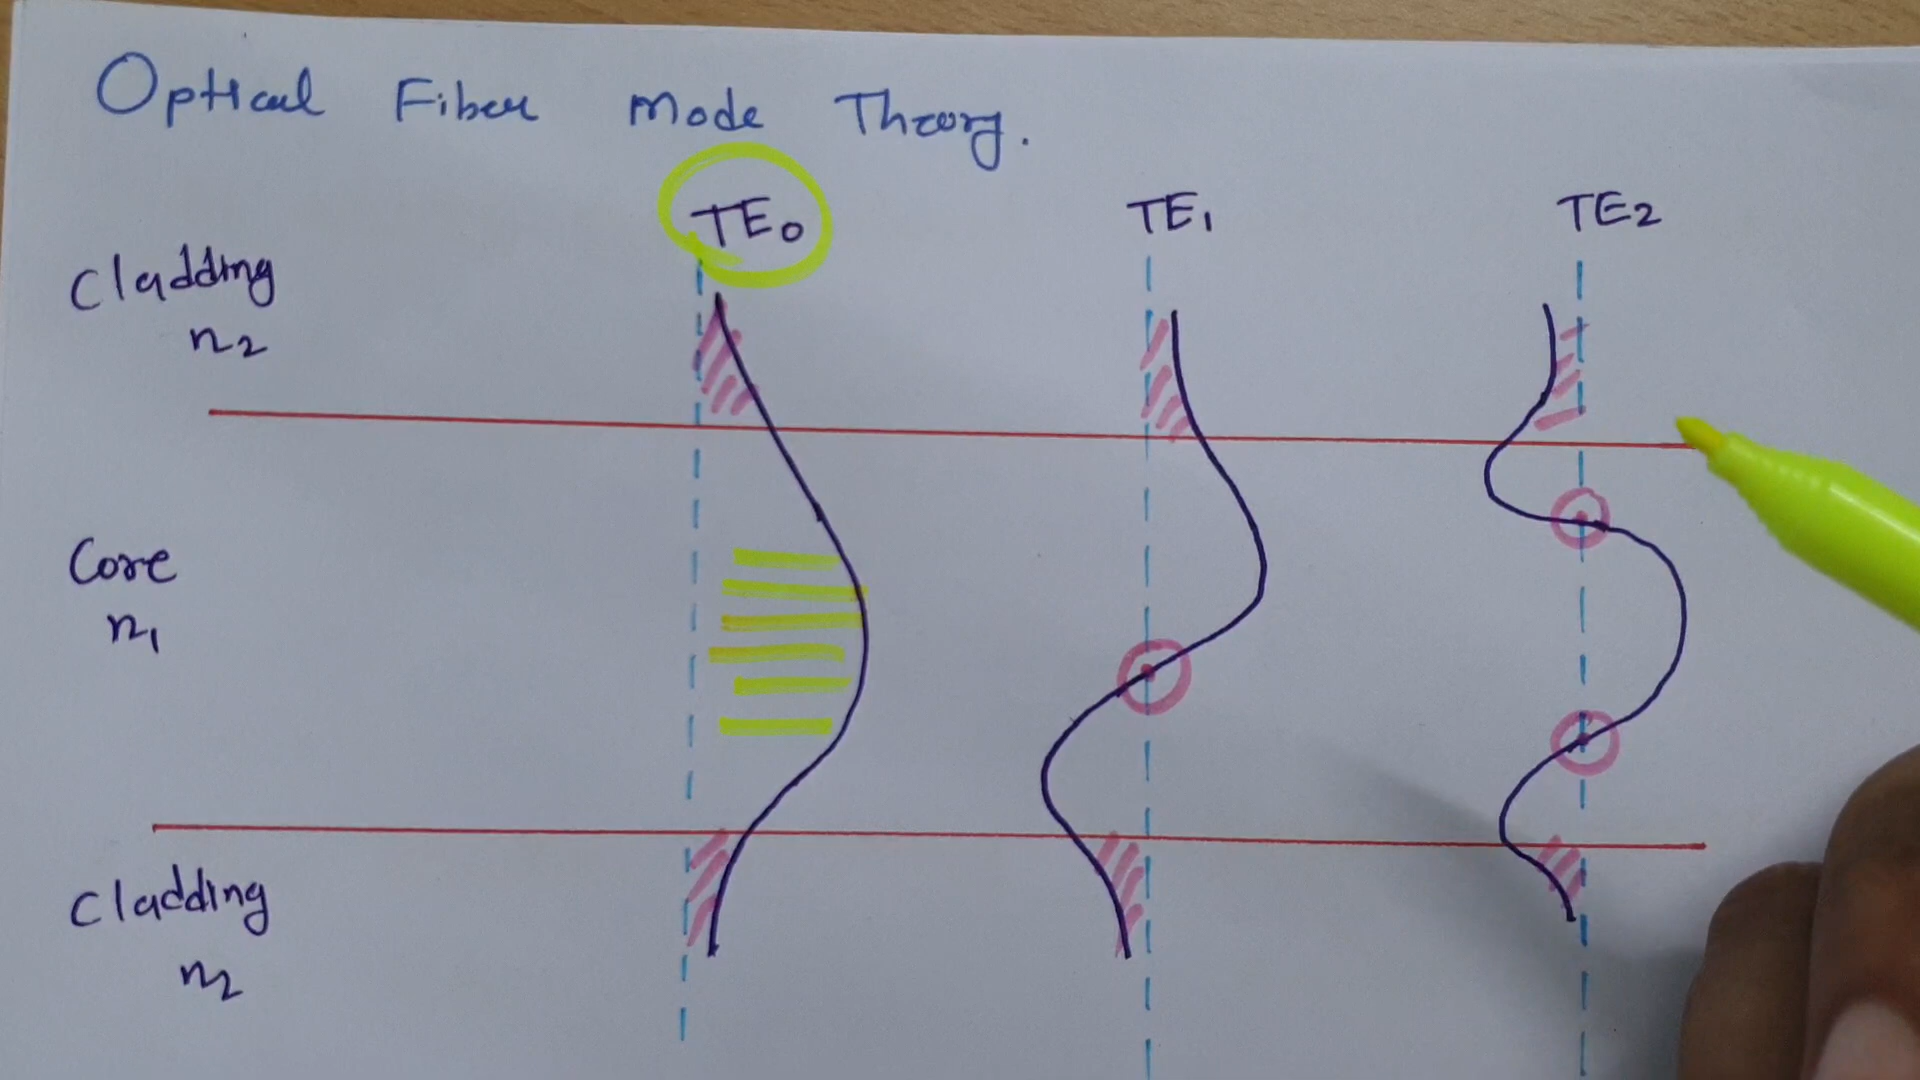 Optical Fiber Mode Theory.
TE₀ TE₁ TE₂
Cladding
n₂
Core
n₁
Cladding
n₂